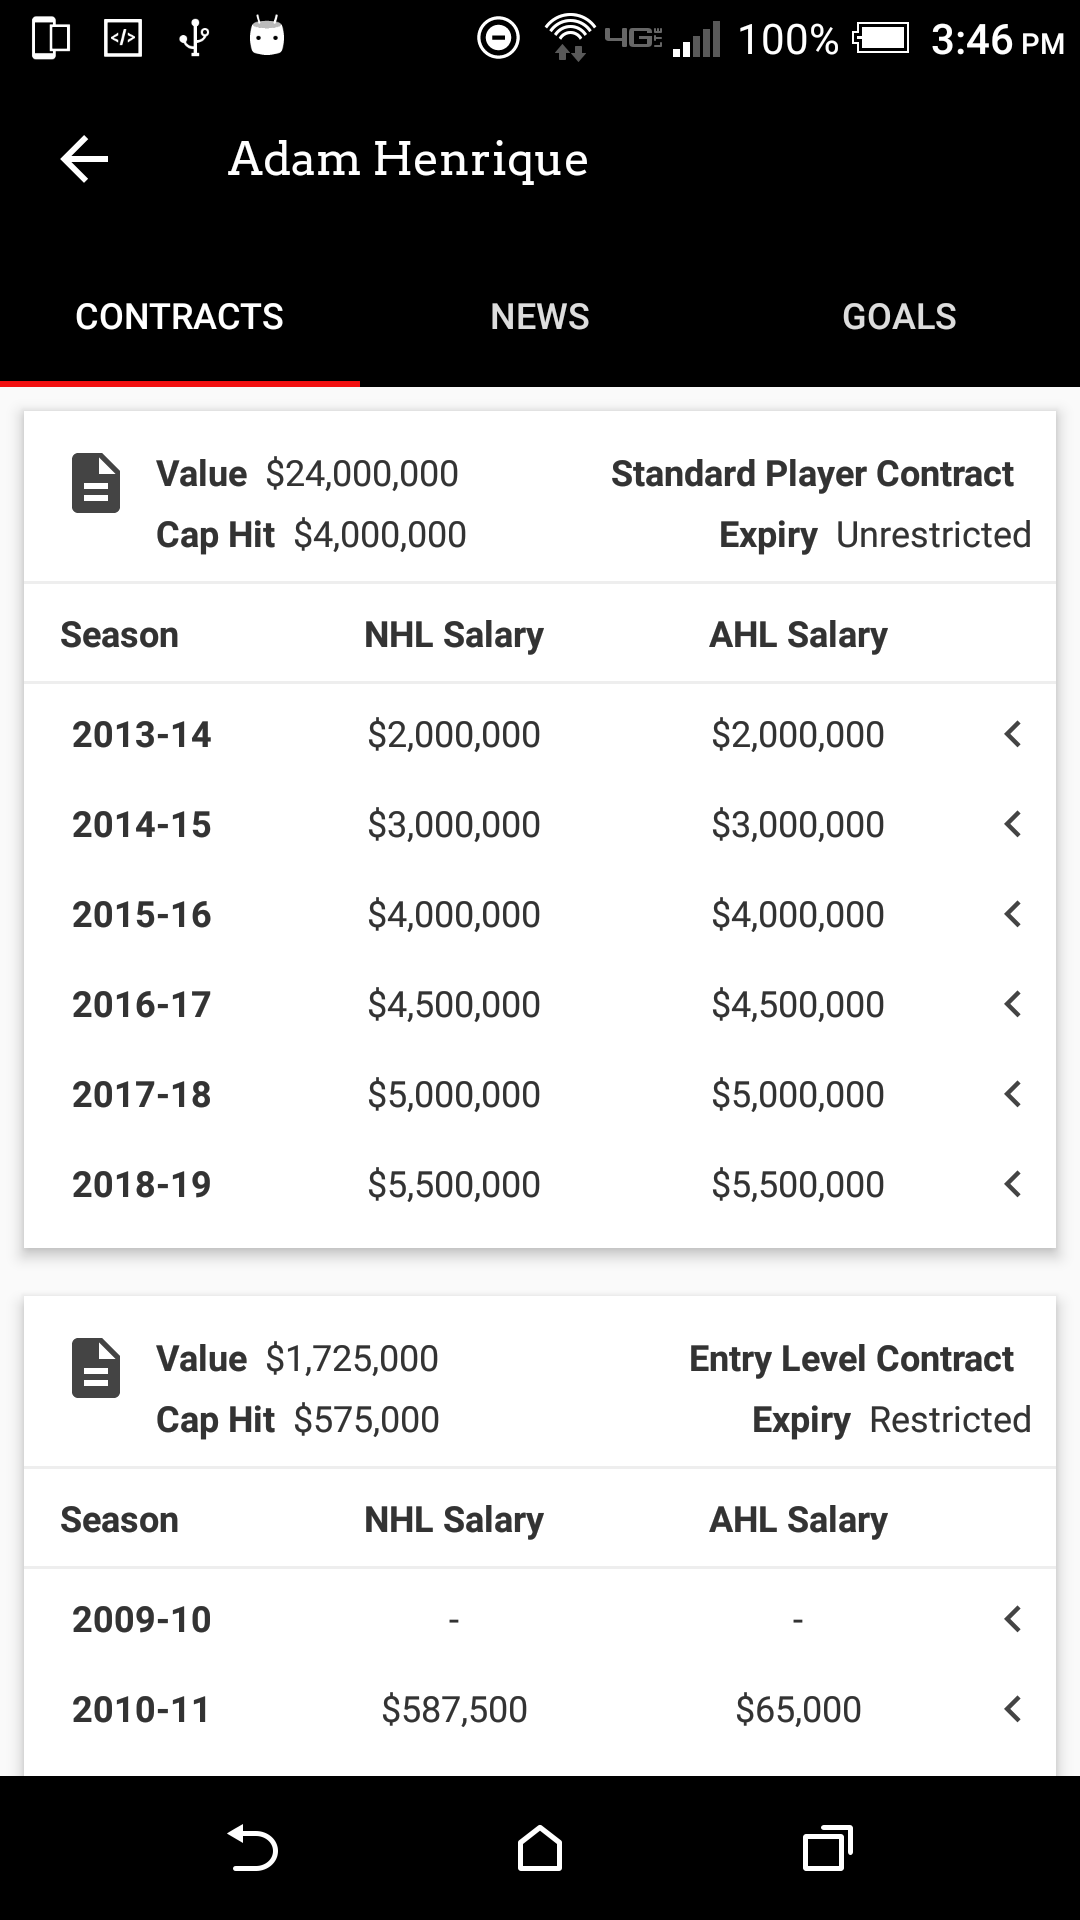 </> 4G LTE 100% 3:46 PM
Adam Henrique
CONTRACTS NEWS GOALS
Value $24,000,000 Standard Player Contract
Cap Hit $4,000,000 Expiry Unrestricted
Season NHL Salary AHL Salary
2013-14 $2,000,000 $2,000,000
2014-15 $3,000,000 $3,000,000
2015-16 $4,000,000 $4,000,000
2016-17 $4,500,000 $4,500,000
2017-18 $5,000,000 $5,000,000
2018-19 $5,500,000 $5,500,000
Value $1,725,000 Entry Level Contract
Cap Hit $575,000 Expiry Restricted
Season NHL Salary AHL Salary
2009-10 - -
2010-11 $587,500 $65,000